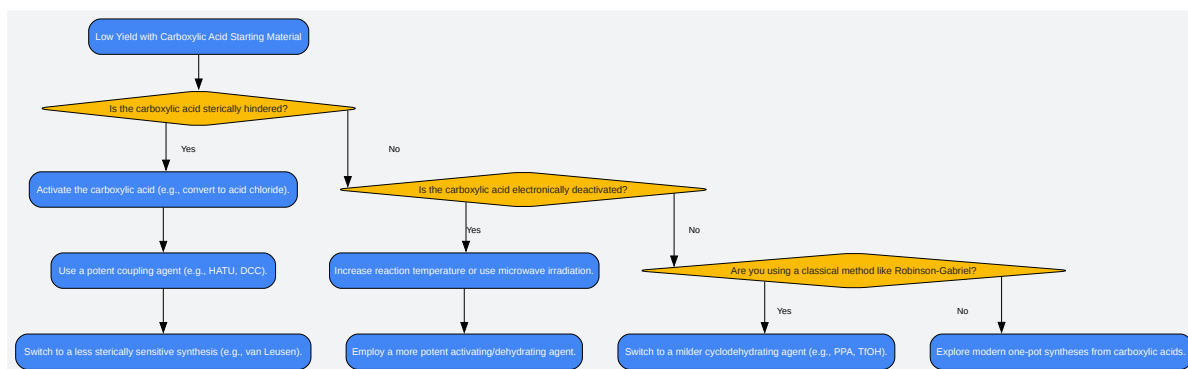 Low Yield with Carboxylic Acid Starting Material
Is the carboxylic acid sterically hindered?
Yes
No
Activate the carboxylic acid (e.g., convert to acid chloride).
Is the carboxylic acid electronically deactivated?
Yes
No
Use a potent coupling agent (e.g., HATU, DCC).
Increase reaction temperature or use microwave irradiation.
Are you using a classical method like Robinson-Gabriel?
Yes
No
Switch to a less sterically sensitive synthesis (e.g., van Leusen).
Employ a more potent activating/dehydrating agent.
Switch to a milder cyclodehydrating agent (e.g., PPA, TfOH).
Explore modern one-pot syntheses from carboxylic acids.